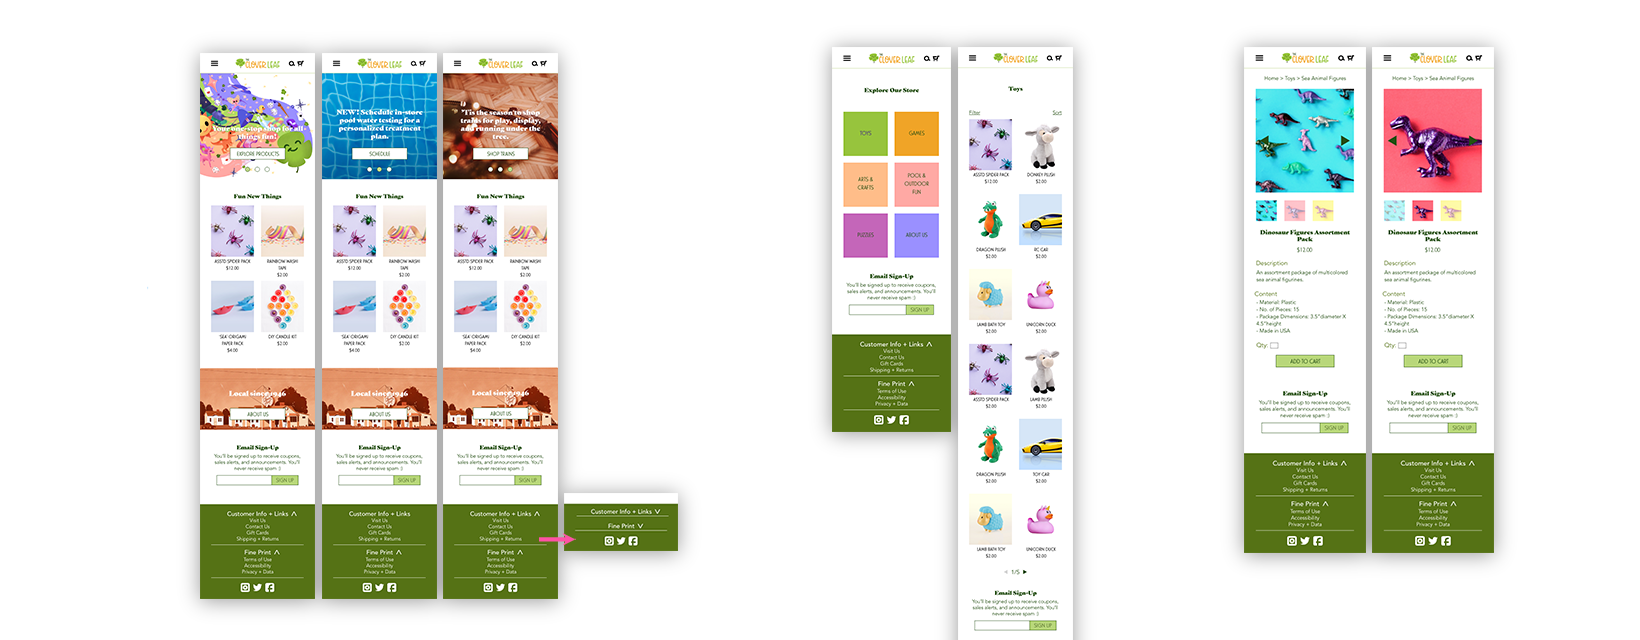 THE
CLOVER LEAF
Your one-stop shop for all-
things fun!
EXPLORE PRODUCTS
Fun New Things
ASSTD SPIDER PACK
$12.00
RAINBOW WASHI
TAPE
$2.00
'SEA' ORIGAMI
PAPER PACK
$4.00
DIY CANDLE KIT
$2.00
Local since 1946
ABOUT US
Email Sign-Up
You'll be signed up to receive coupons,
sales alerts, and announcements. You'll
never receive spam :)
SIGN UP
Customer Info + Links
Visit Us
Contact Us
Gift Cards
Shipping + Returns
Fine Print
Terms of Use
Accessibility
Privacy + Data
THE
CLOVER LEAF
NEW! Schedule in-store
pool water testing for a
personalized treatment
plan.
SCHEDULE
Fun New Things
ASSTD SPIDER PACK
$12.00
RAINBOW WASHI
TAPE
$2.00
'SEA' ORIGAMI
PAPER PACK
$4.00
DIY CANDLE KIT
$2.00
Local since 1946
ABOUT US
Email Sign-Up
You'll be signed up to receive coupons,
sales alerts, and announcements. You'll
never receive spam :)
SIGN UP
Customer Info + Links
Visit Us
Contact Us
Gift Cards
Shipping + Returns
Fine Print
Terms of Use
Accessibility
Privacy + Data
THE
CLOVER LEAF
'Tis the season to shop
trains for play, display,
and running under the
tree.
SHOP TRAINS
Fun New Things
ASSTD SPIDER PACK
$12.00
RAINBOW WASHI
TAPE
$2.00
'SEA' ORIGAMI
PAPER PACK
$4.00
DIY CANDLE KIT
$2.00
Local since 1946
ABOUT US
Email Sign-Up
You'll be signed up to receive coupons,
sales alerts, and announcements. You'll
never receive spam :)
SIGN UP
Customer Info + Links
Visit Us
Contact Us
Gift Cards
Shipping + Returns
Fine Print
Terms of Use
Accessibility
Privacy + Data
Customer Info + Links
Fine Print
THE
CLOVER LEAF
Explore Our Store
TOYS
GAMES
ARTS &
CRAFTS
POOL &
OUTDOOR
FUN
PUZZLES
ABOUT US
Email Sign-Up
You'll be signed up to receive coupons,
sales alerts, and announcements. You'll
never receive spam :)
SIGN UP
Customer Info + Links
Visit Us
Contact Us
Gift Cards
Shipping + Returns
Fine Print
Terms of Use
Accessibility
Privacy + Data
THE
CLOVER LEAF
Toys
Filter
Sort
ASSTD SPIDER PACK
$12.00
DONKEY PLUSH
$2.00
DRAGON PLUSH
$2.00
RC CAR
$2.00
LAMB BATH TOY
$2.00
UNICORN DUCK
$2.00
ASSTD SPIDER PACK
$2.00
LAMB PLUSH
$2.00
DRAGON PLUSH
$2.00
TOY CAR
$2.00
LAMB BATH TOY
$2.00
UNICORN DUCK
$2.00
1/5
Email Sign-Up
You'll be signed up to receive coupons,
sales alerts, and announcements. You'll
never receive spam :)
SIGN UP
THE
CLOVER LEAF
Home > Toys > Sea Animal Figures
Dinosaur Figures Assortment
Pack
$12.00
Description
An assortment package of multicolored
sea animal figurines.
Content
- Material: Plastic
- No. of Pieces: 15
- Package Dimensions: 3.5"diameter X
4.5"height
- Made in USA
Qty:
ADD TO CART
Email Sign-Up
You'll be signed up to receive coupons,
sales alerts, and announcements. You'll
never receive spam :)
SIGN UP
Customer Info + Links
Visit Us
Contact Us
Gift Cards
Shipping + Returns
Fine Print
Terms of Use
Accessibility
Privacy + Data
THE
CLOVER LEAF
Home > Toys > Sea Animal Figures
Dinosaur Figures Assortment
Pack
$12.00
Description
An assortment package of multicolored
sea animal figurines.
Content
- Material: Plastic
- No. of Pieces: 15
- Package Dimensions: 3.5"diameter X
4.5"height
- Made in USA
Qty:
ADD TO CART
Email Sign-Up
You'll be signed up to receive coupons,
sales alerts, and announcements. You'll
never receive spam :)
SIGN UP
Customer Info + Links
Visit Us
Contact Us
Gift Cards
Shipping + Returns
Fine Print
Terms of Use
Accessibility
Privacy + Data